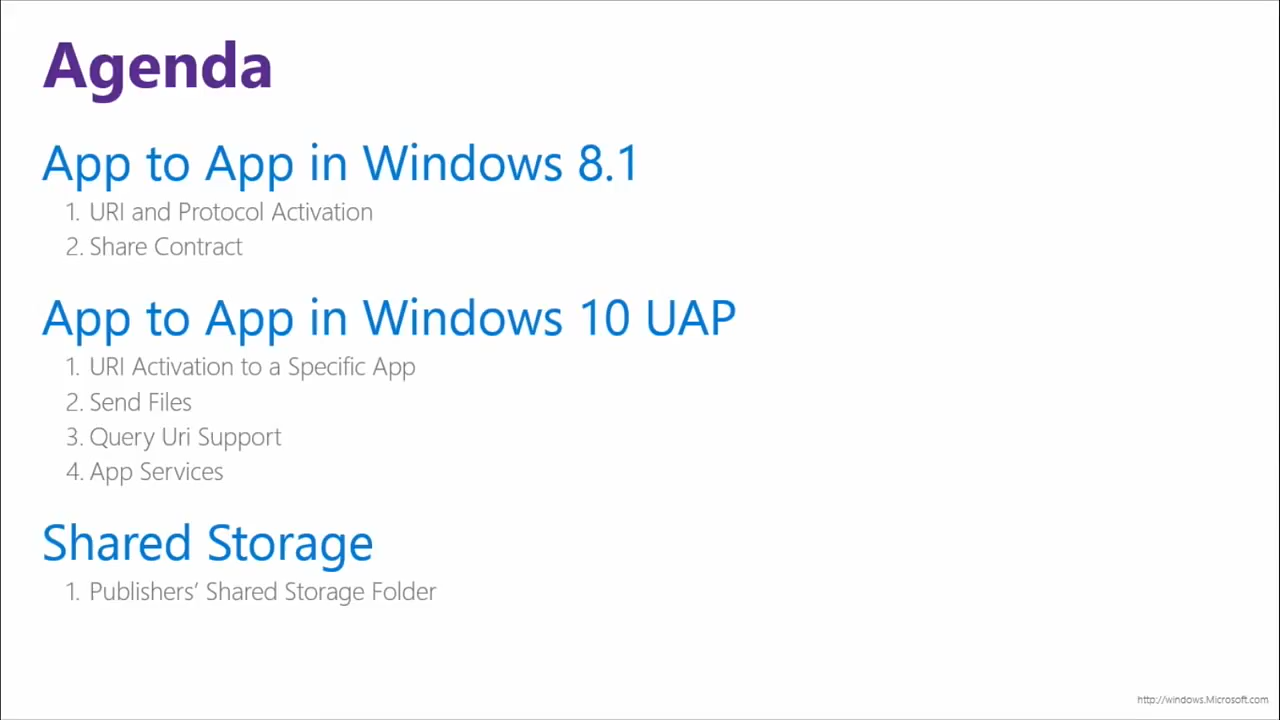 Agenda
App to App in Windows 8.1
1. URI and Protocol Activation
2. Share Contract
App to App in Windows 10 UAP
1. URI Activation to a Specific App
2. Send Files
3. Query Uri Support
4. App Services
Shared Storage
1. Publishers’ Shared Storage Folder
http://windows.Microsoft.com